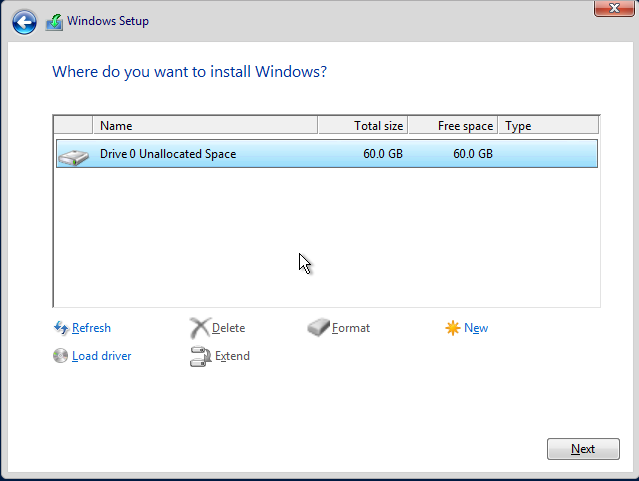 Windows Setup
Where do you want to install Windows?
Name Total size Free space Type
Drive 0 Unallocated Space 60.0 GB 60.0 GB
Refresh Delete Format New
Load driver Extend
Next